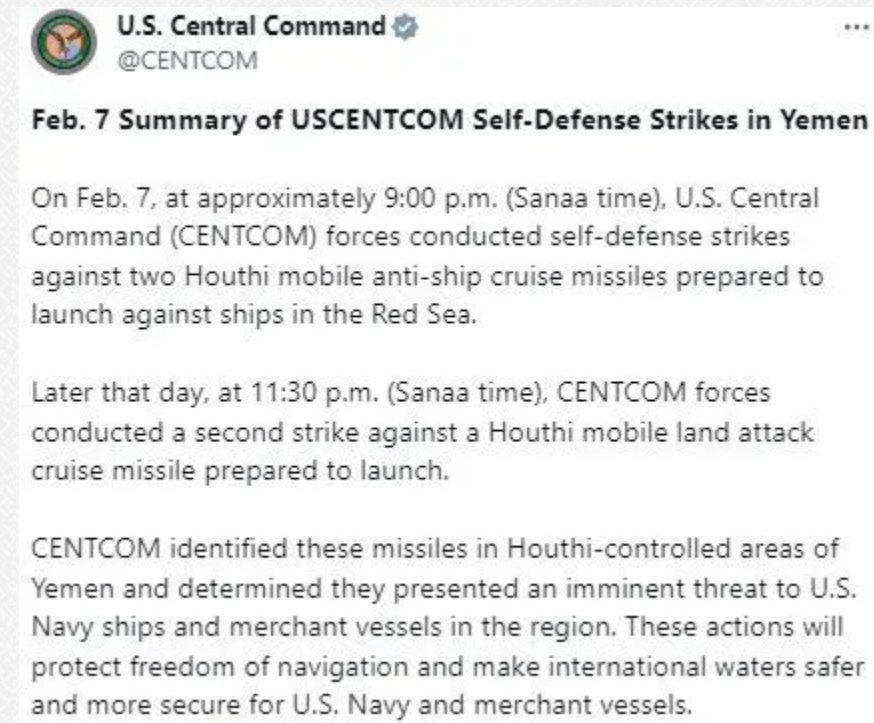 U.S. Central Command
@CENTCOM
Feb. 7 Summary of USCENTCOM Self-Defense Strikes in Yemen
On Feb. 7, at approximately 9:00 p.m. (Sanaa time), U.S. Central
Command (CENTCOM) forces conducted self-defense strikes
against two Houthi mobile anti-ship cruise missiles prepared to
launch against ships in the Red Sea.
Later that day, at 11:30 p.m. (Sanaa time), CENTCOM forces
conducted a second strike against a Houthi mobile land attack
cruise missile prepared to launch.
CENTCOM identified these missiles in Houthi-controlled areas of
Yemen and determined they presented an imminent threat to U.S.
Navy ships and merchant vessels in the region. These actions will
protect freedom of navigation and make international waters safer
and more secure for U.S. Navy and merchant vessels.